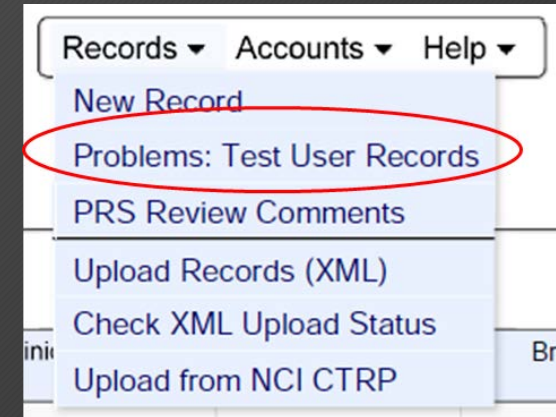 Records ▾ Accounts ▾ Help ▾
New Record
Problems: Test User Records
PRS Review Comments
Upload Records (XML)
Check XML Upload Status
Upload from NCI CTRP